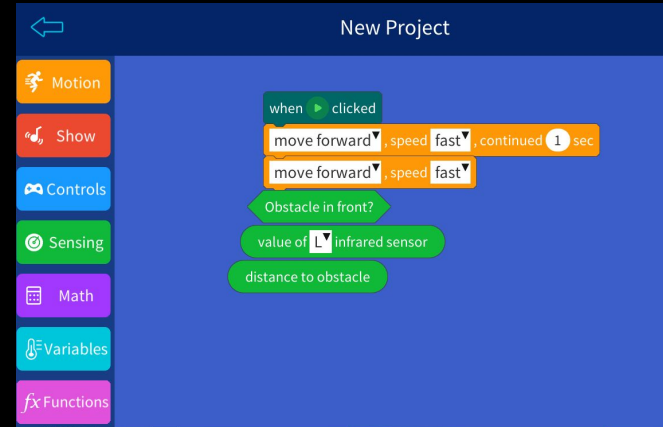 New Project
Motion
Show
Controls
Sensing
Math
Variables
fx Functions
when clicked
move forward , speed fast , continued 1 sec
move forward , speed fast
Obstacle in front?
value of L infrared sensor
distance to obstacle